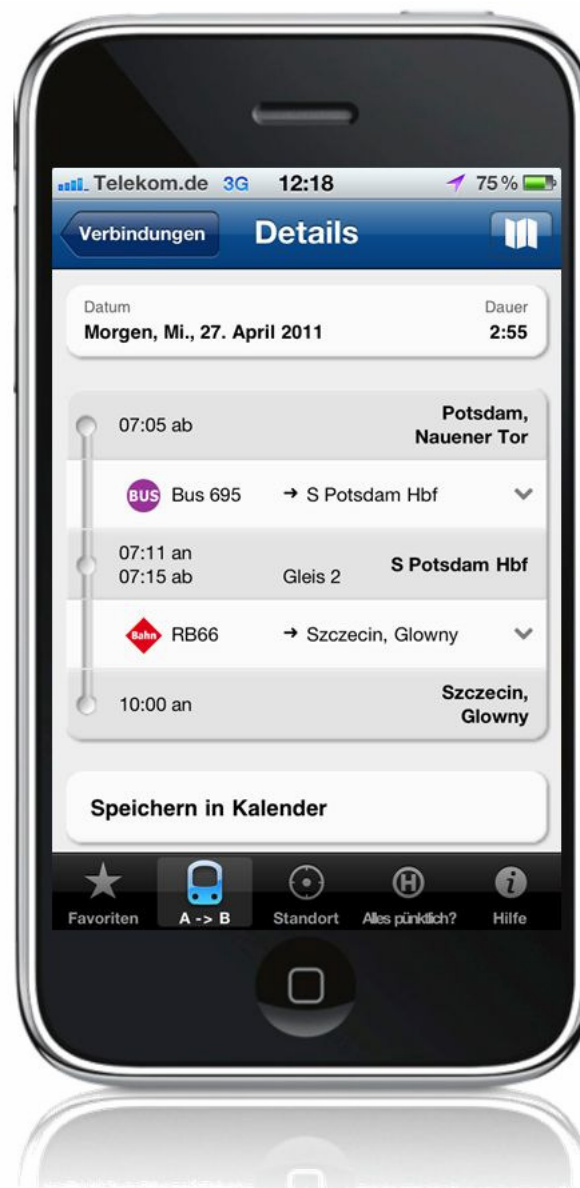 Telekom.de 3G 12:18 75%
Verbindungen Details
Datum Dauer
Morgen, Mi., 27. April 2011 2:55
07:05 ab Potsdam,
Nauener Tor
BUS Bus 695 → S Potsdam Hbf
07:11 an
07:15 ab Gleis 2 S Potsdam Hbf
Bahn RB66 → Szczecin, Glowny
10:00 an Szczecin,
Glowny
Speichern in Kalender
Favoriten A -> B Standort Alles pünktlich? Hilfe